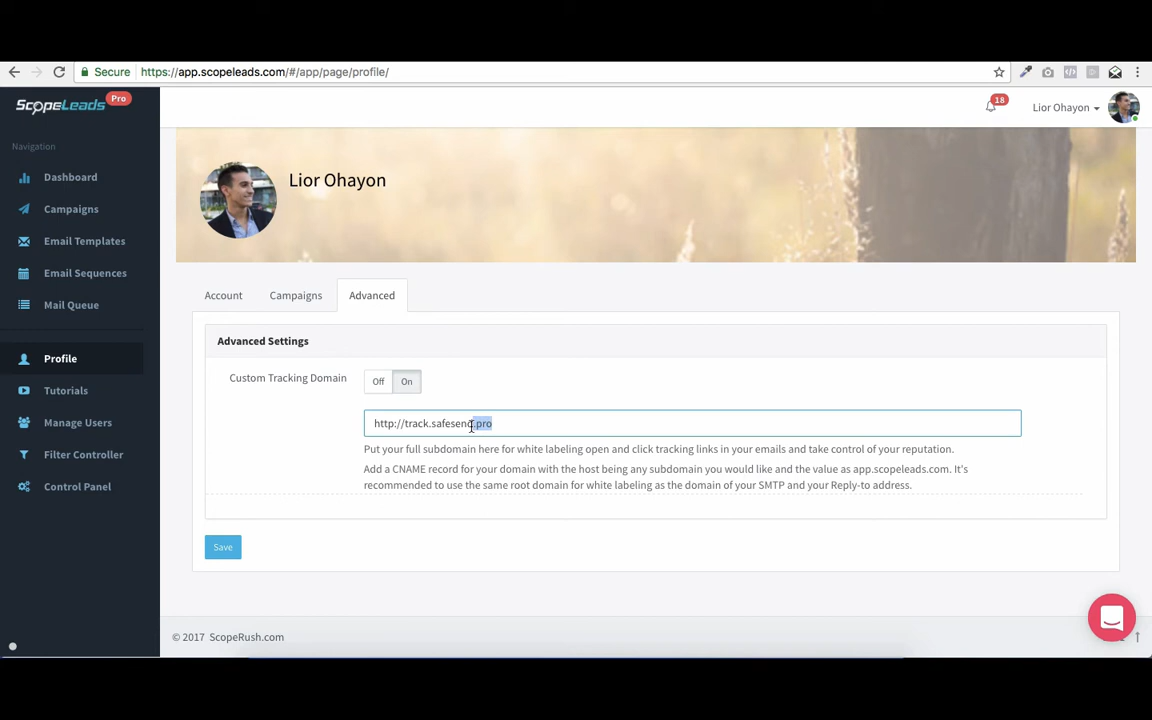 Secure https://app.scopeleads.com/#/app/page/profile/
ScopeLeads Pro
18
Lior Ohayon
Navigation
Dashboard
Campaigns
Email Templates
Email Sequences
Mail Queue
Profile
Tutorials
Manage Users
Filter Controller
Control Panel
Lior Ohayon
Account Campaigns Advanced
Advanced Settings
Custom Tracking Domain Off On
http://track.safesend.pro
Put your full subdomain here for white labeling open and click tracking links in your emails and take control of your reputation.
Add a CNAME record for your domain with the host being any subdomain you would like and the value as app.scopeleads.com. It's
recommended to use the same root domain for white labeling as the domain of your SMTP and your Reply-to address.
Save
© 2017 ScopeRush.com